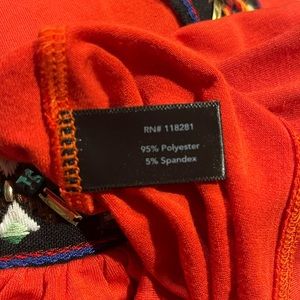 RN# 118281
95% Polyester
5% Spandex